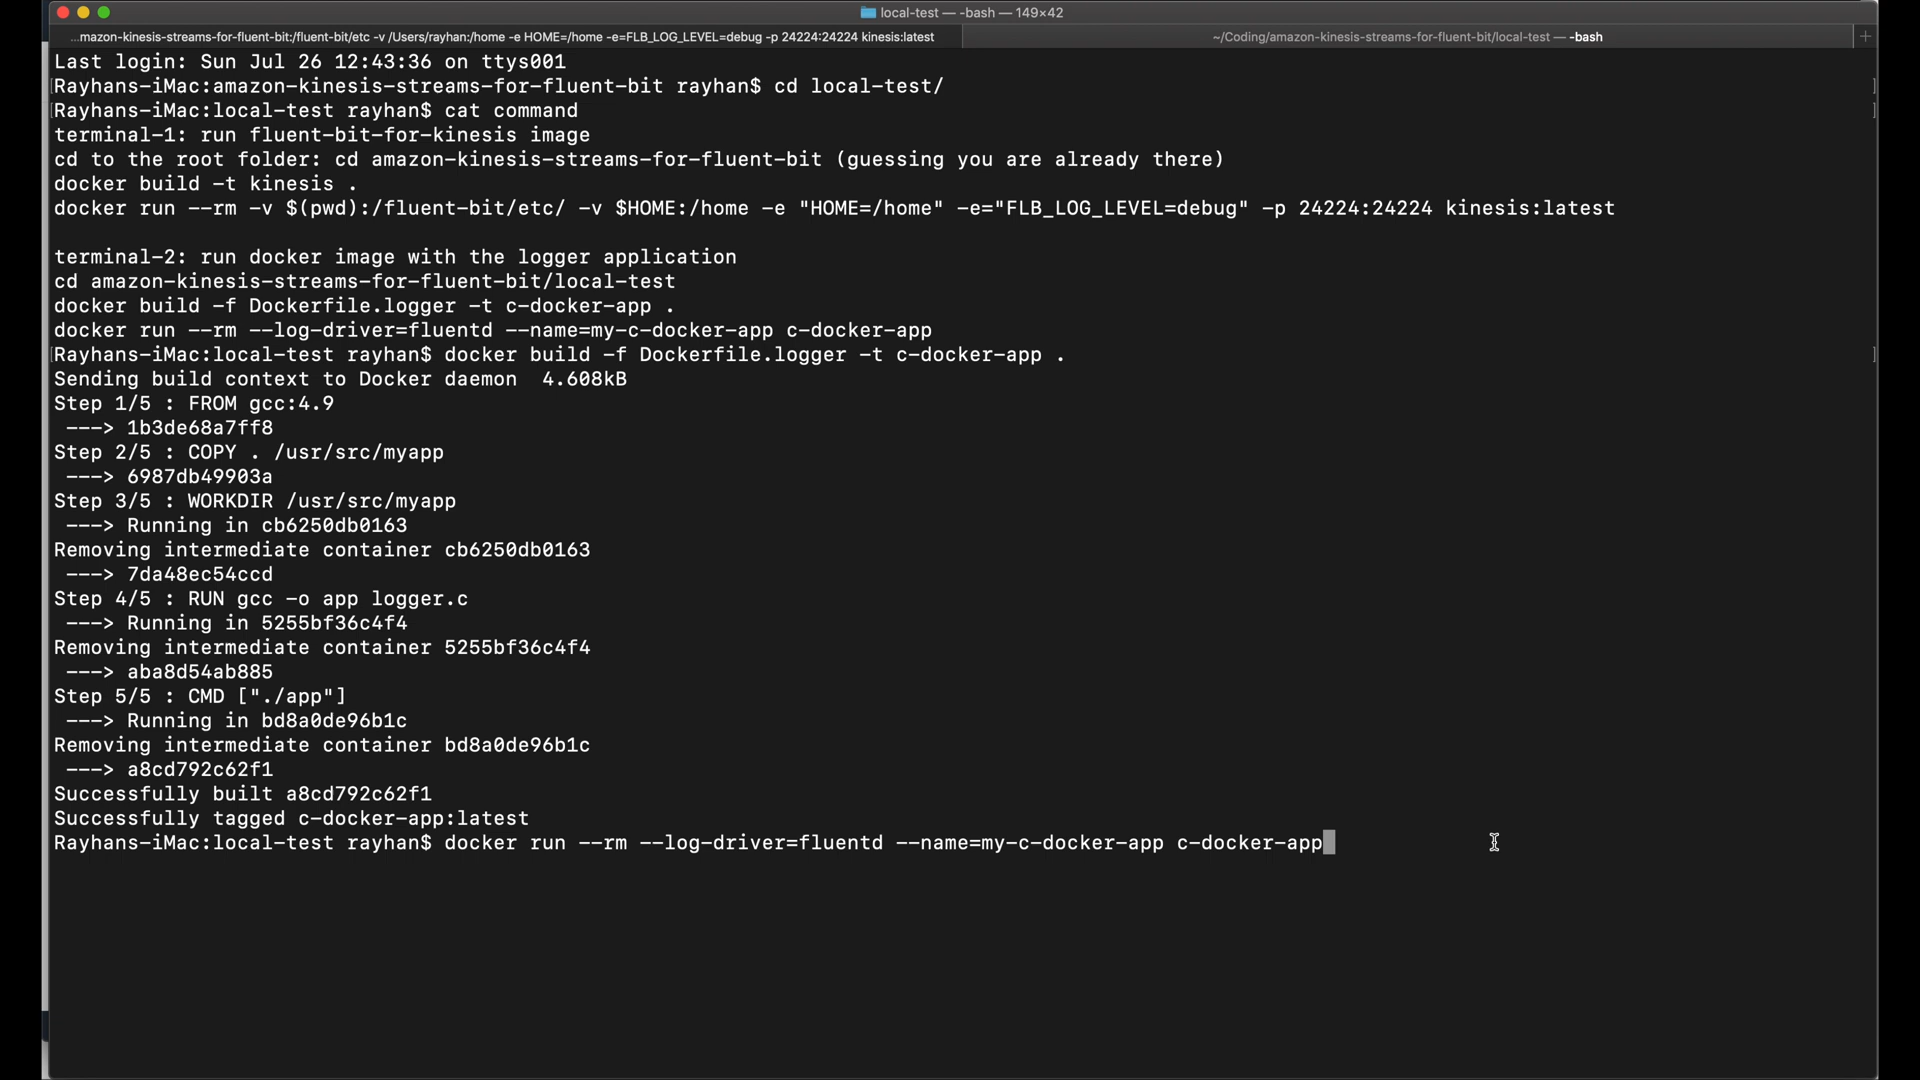 local-test — -bash — 149×42
...mazon-kinesis-streams-for-fluent-bit:/fluent-bit/etc -v /Users/rayhan:/home -e HOME=/home -e=FLB_LOG_LEVEL=debug -p 24224:24224 kinesis:latest
~/Coding/amazon-kinesis-streams-for-fluent-bit/local-test — -bash
+
Last login: Sun Jul 26 12:43:36 on ttys001
[Rayhans-iMac:amazon-kinesis-streams-for-fluent-bit rayhan$ cd local-test/ ]
[Rayhans-iMac:local-test rayhan$ cat command ]
terminal-1: run fluent-bit-for-kinesis image
cd to the root folder: cd amazon-kinesis-streams-for-fluent-bit (guessing you are already there)
docker build -t kinesis .
docker run --rm -v $(pwd):/fluent-bit/etc/ -v $HOME:/home -e "HOME=/home" -e="FLB_LOG_LEVEL=debug" -p 24224:24224 kinesis:latest
terminal-2: run docker image with the logger application
cd amazon-kinesis-streams-for-fluent-bit/local-test
docker build -f Dockerfile.logger -t c-docker-app .
docker run --rm --log-driver=fluentd --name=my-c-docker-app c-docker-app
[Rayhans-iMac:local-test rayhan$ docker build -f Dockerfile.logger -t c-docker-app . ]
Sending build context to Docker daemon  4.608kB
Step 1/5 : FROM gcc:4.9
 ---> 1b3de68a7ff8
Step 2/5 : COPY . /usr/src/myapp
 ---> 6987db49903a
Step 3/5 : WORKDIR /usr/src/myapp
 ---> Running in cb6250db0163
Removing intermediate container cb6250db0163
 ---> 7da48ec54ccd
Step 4/5 : RUN gcc -o app logger.c
 ---> Running in 5255bf36c4f4
Removing intermediate container 5255bf36c4f4
 ---> aba8d54ab885
Step 5/5 : CMD ["./app"]
 ---> Running in bd8a0de96b1c
Removing intermediate container bd8a0de96b1c
 ---> a8cd792c62f1
Successfully built a8cd792c62f1
Successfully tagged c-docker-app:latest
Rayhans-iMac:local-test rayhan$ docker run --rm --log-driver=fluentd --name=my-c-docker-app c-docker-app